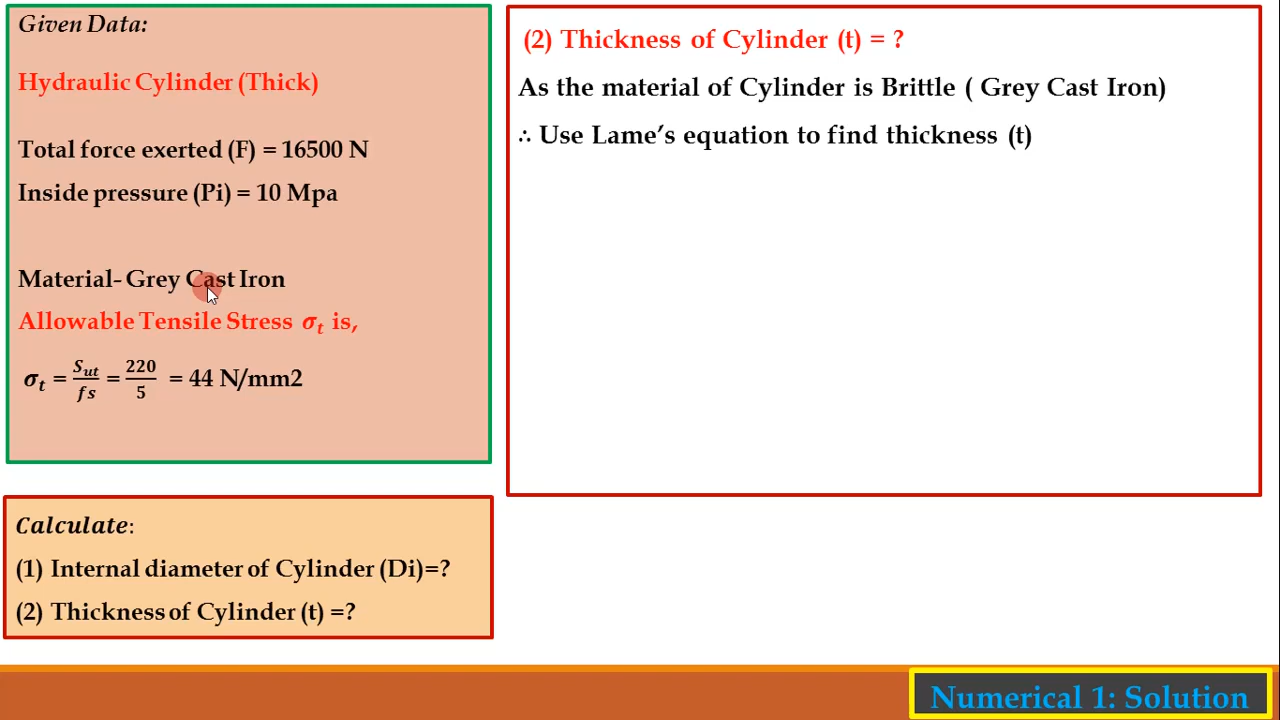 Given Data:
Hydraulic Cylinder (Thick)
Total force exerted (F) = 16500 N
Inside pressure (Pi) = 10 Mpa
Material- Grey Cast Iron
Allowable Tensile Stress σₜ is,
σₜ = Sᵤₜ/fs = 220/5 = 44 N/mm2
Calculate:
(1) Internal diameter of Cylinder (Di)=?
(2) Thickness of Cylinder (t) =?
(2) Thickness of Cylinder (t) = ?
As the material of Cylinder is Brittle ( Grey Cast Iron)
∴ Use Lame’s equation to find thickness (t)
Numerical 1: Solution